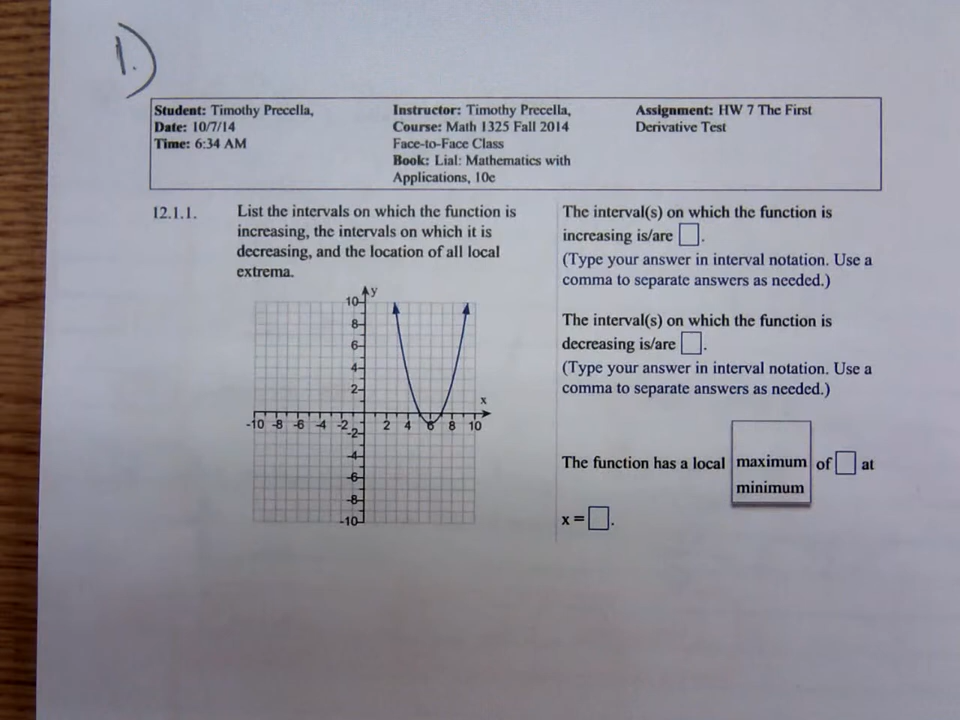 1.)
Student: Timothy Precella,
Date: 10/7/14
Time: 6:34 AM
Instructor: Timothy Precella,
Course: Math 1325 Fall 2014
Face-to-Face Class
Book: Lial: Mathematics with
Applications, 10e
Assignment: HW 7 The First
Derivative Test
12.1.1.
List the intervals on which the function is
increasing, the intervals on which it is
decreasing, and the location of all local
extrema.
y
10
8
6
4
2
x
-10 -8 -6 -4 -2 2 4 6 8 10
-2
-4
-6
-8
-10
The interval(s) on which the function is
increasing is/are .
(Type your answer in interval notation. Use a
comma to separate answers as needed.)
The interval(s) on which the function is
decreasing is/are .
(Type your answer in interval notation. Use a
comma to separate answers as needed.)
The function has a local maximum of at
minimum
x = .